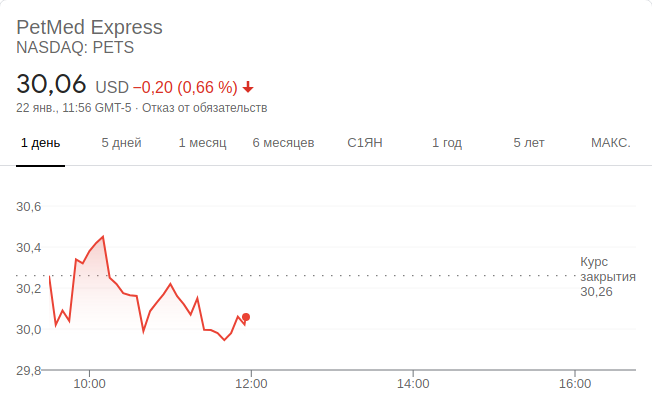 PetMed Express
NASDAQ: PETS
30,06 USD −0,20 (0,66 %)
22 янв., 11:56 GMT-5 · Отказ от обязательств
1 день 5 дней 1 месяц 6 месяцев С1ЯН 1 год 5 лет МАКС.
30,6
30,4
Курс
закрытия
30,26
30,2
30,0
29,8
10:00 12:00 14:00 16:00